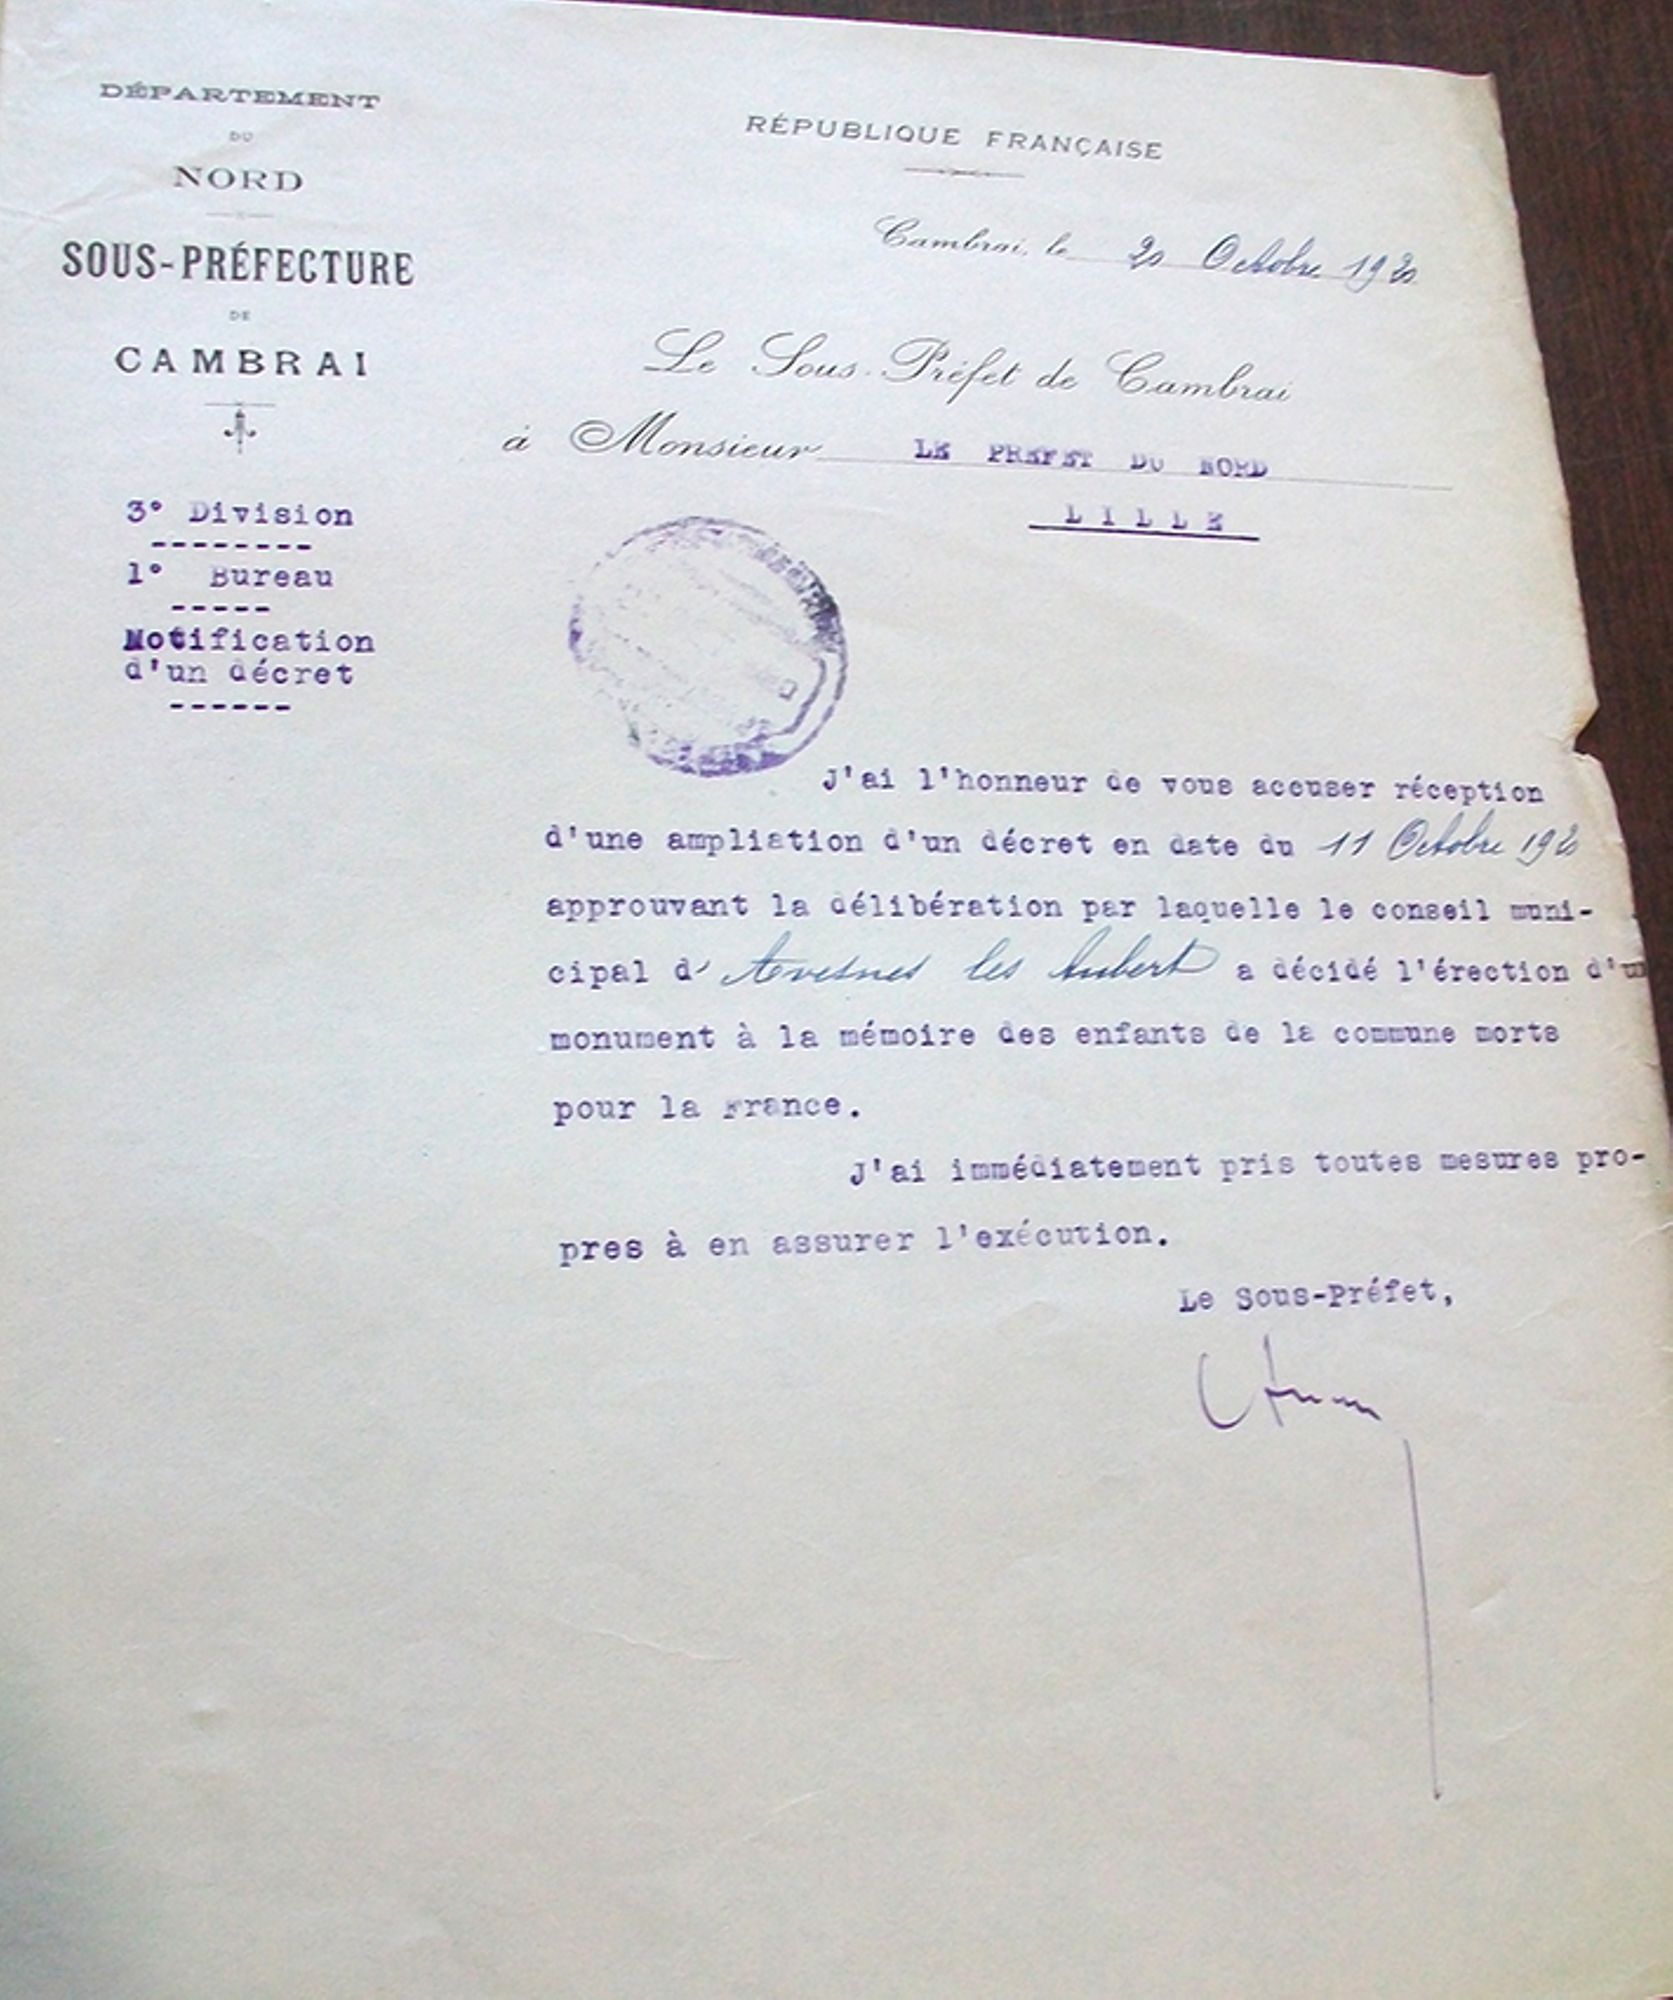 DÉPARTEMENT
DU
NORD
SOUS-PRÉFECTURE
DE
CAMBRAI
3° Division
--------
1° Bureau
-----
Notification
d'un décret
------
RÉPUBLIQUE FRANÇAISE
Cambrai, le 20 Octobre 1920
Le Sous-Préfet de Cambrai
à Monsieur LE PREFET DU NORD
LILLE
J'ai l'honneur de vous accuser réception
d'une ampliation d'un décret en date du 11 Octobre 1920
approuvant la délibération par laquelle le conseil muni-
cipal d' Avesnes les Aubert a décidé l'érection d'un
monument à la mémoire des enfants de la commune morts
pour la France.
J'ai immédiatement pris toutes mesures pro-
pres à en assurer l'exécution.
Le Sous-Préfet,